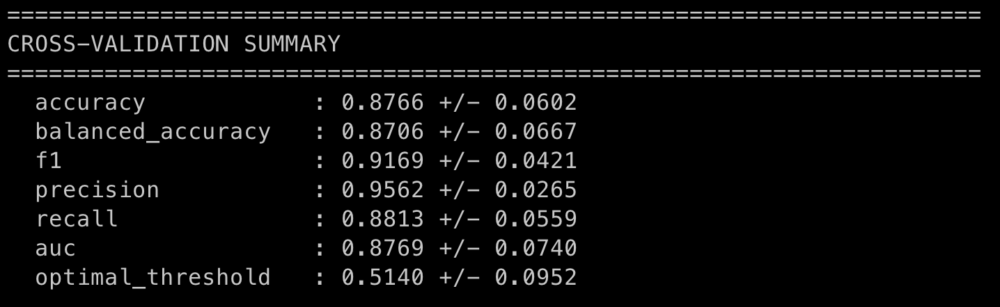 ======================================================================
CROSS-VALIDATION SUMMARY
======================================================================
  accuracy            : 0.8766 +/- 0.0602
  balanced_accuracy   : 0.8706 +/- 0.0667
  f1                  : 0.9169 +/- 0.0421
  precision           : 0.9562 +/- 0.0265
  recall              : 0.8813 +/- 0.0559
  auc                 : 0.8769 +/- 0.0740
  optimal_threshold   : 0.5140 +/- 0.0952